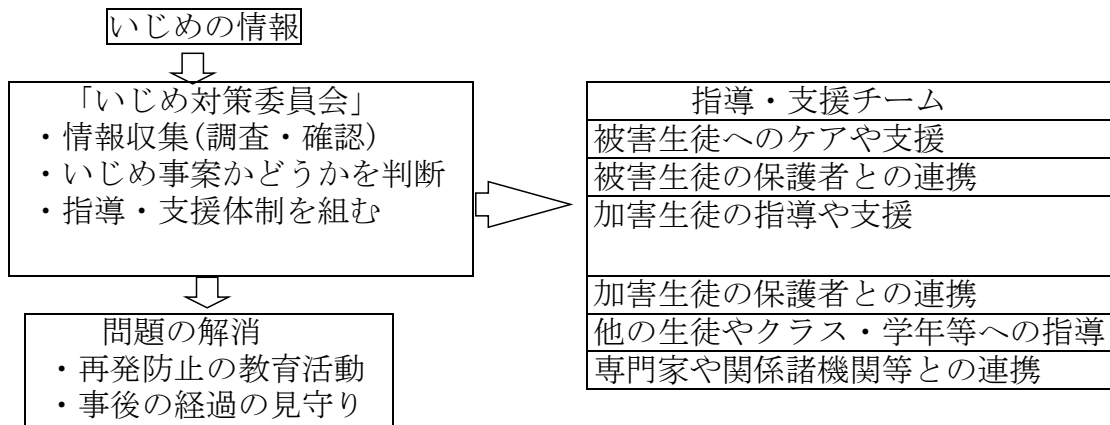 いじめの情報
「いじめ対策委員会」
・情報収集(調査・確認)
・いじめ事案かどうかを判断
・指導・支援体制を組む
指導・支援チーム
被害生徒へのケアや支援
被害生徒の保護者との連携
加害生徒の指導や支援
加害生徒の保護者との連携
他の生徒やクラス・学年等への指導
専門家や関係諸機関等との連携
問題の解消
・再発防止の教育活動
・事後の経過の見守り